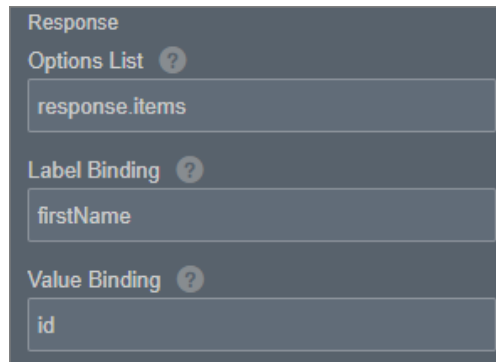 Response
Options List ?
response.items
Label Binding ?
firstName
Value Binding ?
id